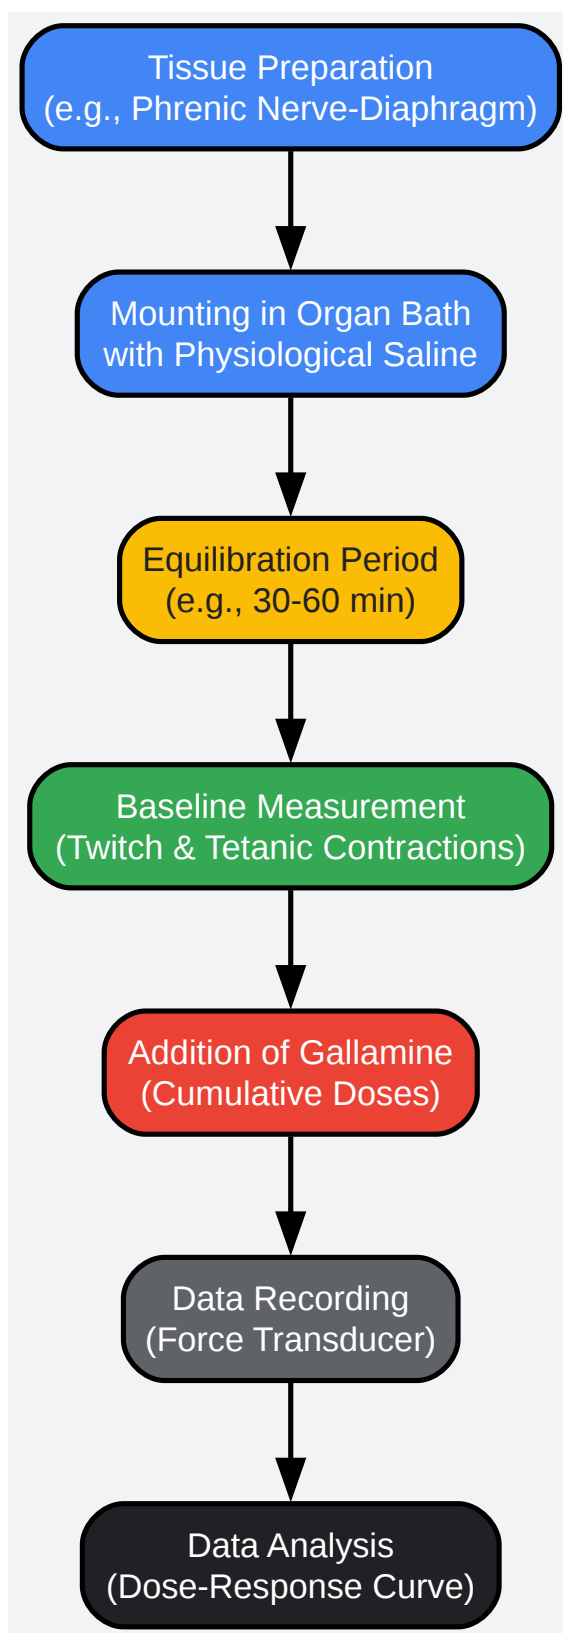 Tissue Preparation
(e.g., Phrenic Nerve-Diaphragm)
Mounting in Organ Bath
with Physiological Saline
Equilibration Period
(e.g., 30-60 min)
Baseline Measurement
(Twitch & Tetanic Contractions)
Addition of Gallamine
(Cumulative Doses)
Data Recording
(Force Transducer)
Data Analysis
(Dose-Response Curve)